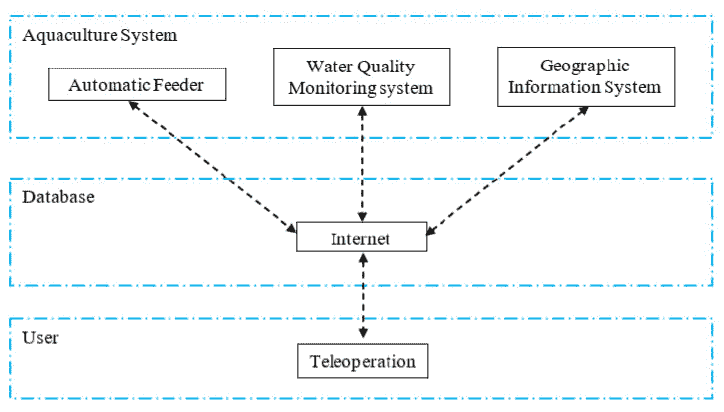 Aquaculture System
Automatic Feeder
Water Quality
Monitoring system
Geographic
Information System
Database
Internet
User
Teleoperation